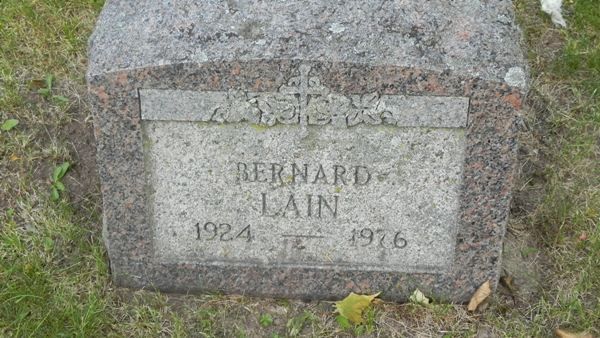 BERNARD
LAIN
1924 — 1976